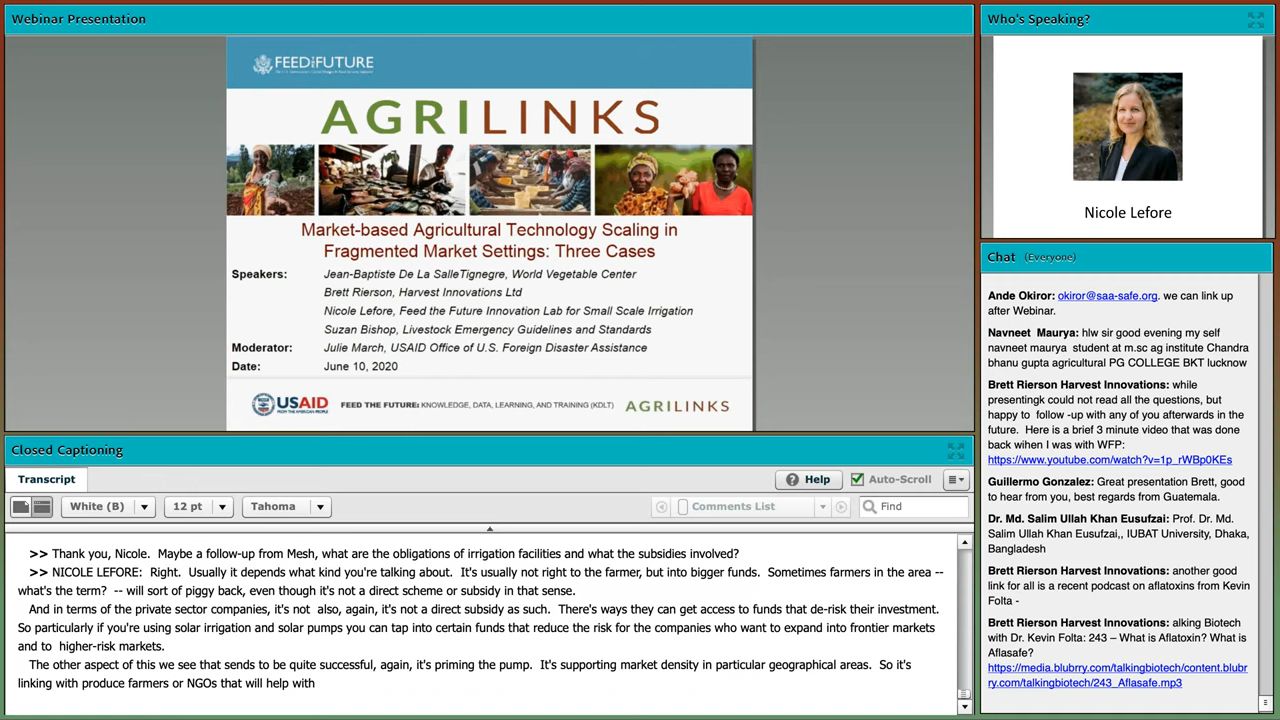 Webinar Presentation
FEED THE FUTURE
AGRILINKS
Market-based Agricultural Technology Scaling in
Fragmented Market Settings: Three Cases
Speakers: Jean-Baptiste De La SalleTignegre, World Vegetable Center
Brett Rierson, Harvest Innovations Ltd
Nicole Lefore, Feed the Future Innovation Lab for Small Scale Irrigation
Suzan Bishop, Livestock Emergency Guidelines and Standards
Moderator: Julie March, USAID Office of U.S. Foreign Disaster Assistance
Date: June 10, 2020
USAID
FROM THE AMERICAN PEOPLE
FEED THE FUTURE: KNOWLEDGE, DATA, LEARNING, AND TRAINING (KDLT)
AGRILINKS
Closed Captioning
Transcript
Help
Auto-Scroll
White (B)
12 pt
Tahoma
Comments List
Find
>> Thank you, Nicole. Maybe a follow-up from Mesh, what are the obligations of irrigation facilities and what the subsidies involved?
>> NICOLE LEFORE: Right. Usually it depends what kind you're talking about. It's usually not right to the farmer, but into bigger funds. Sometimes farmers in the area --
what's the term? -- will sort of piggy back, even though it's not a direct scheme or subsidy in that sense.
And in terms of the private sector companies, it's not also, again, it's not a direct subsidy as such. There's ways they can get access to funds that de-risk their investment.
So particularly if you're using solar irrigation and solar pumps you can tap into certain funds that reduce the risk for the companies who want to expand into frontier markets
and to higher-risk markets.
The other aspect of this we see that sends to be quite successful, again, it's priming the pump. It's supporting market density in particular geographical areas. So it's
linking with produce farmers or NGOs that will help with
Who's Speaking?
Nicole Lefore
Chat (Everyone)
Ande Okiror: okiror@saa-safe.org. we can link up
after Webinar.
Navneet Maurya: hlw sir good evening my self
navneet maurya student at m.sc ag institute Chandra
bhanu gupta agricultural PG COLLEGE BKT lucknow
Brett Rierson Harvest Innovations: while
presentingk could not read all the questions, but
happy to follow -up with any of you afterwards in the
future. Here is a brief 3 minute video that was done
back when I was with WFP:
https://www.youtube.com/watch?v=1p_rWBp0KEs
Guillermo Gonzalez: Great presentation Brett, good
to hear from you, best regards from Guatemala.
Dr. Md. Salim Ullah Khan Eusufzai: Prof. Dr. Md.
Salim Ullah Khan Eusufzai,, IUBAT University, Dhaka,
Bangladesh
Brett Rierson Harvest Innovations: another good
link for all is a recent podcast on aflatoxins from Kevin
Folta -
Brett Rierson Harvest Innovations: alking Biotech
with Dr. Kevin Folta: 243 – What is Aflatoxin? What is
Aflasafe?
https://media.blubrry.com/talkingbiotech/content.blubr
ry.com/talkingbiotech/243_Aflasafe.mp3